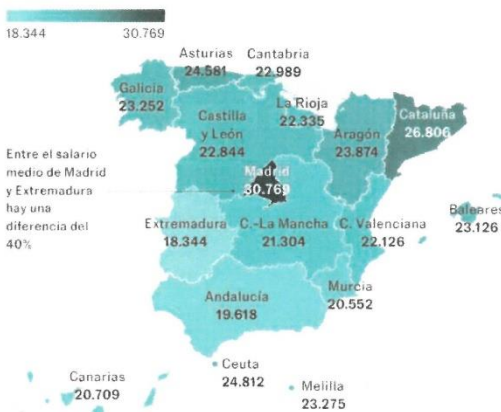 18.344 30.769
Asturias
24.581
Cantabria
22.989
Galicia
23.252
La Rioja
22.335
Castilla
y León
22.844
Aragón
23.874
Cataluña
26.806
Entre el salario
medio de Madrid
y Extremadura
hay una
diferencia del
40%
Madrid
30.769
Extremadura
18.344
C.-La Mancha
21.304
C. Valenciana
22.126
Baleares
23.126
Murcia
20.552
Andalucía
19.618
Ceuta
24.812
Melilla
23.275
Canarias
20.709